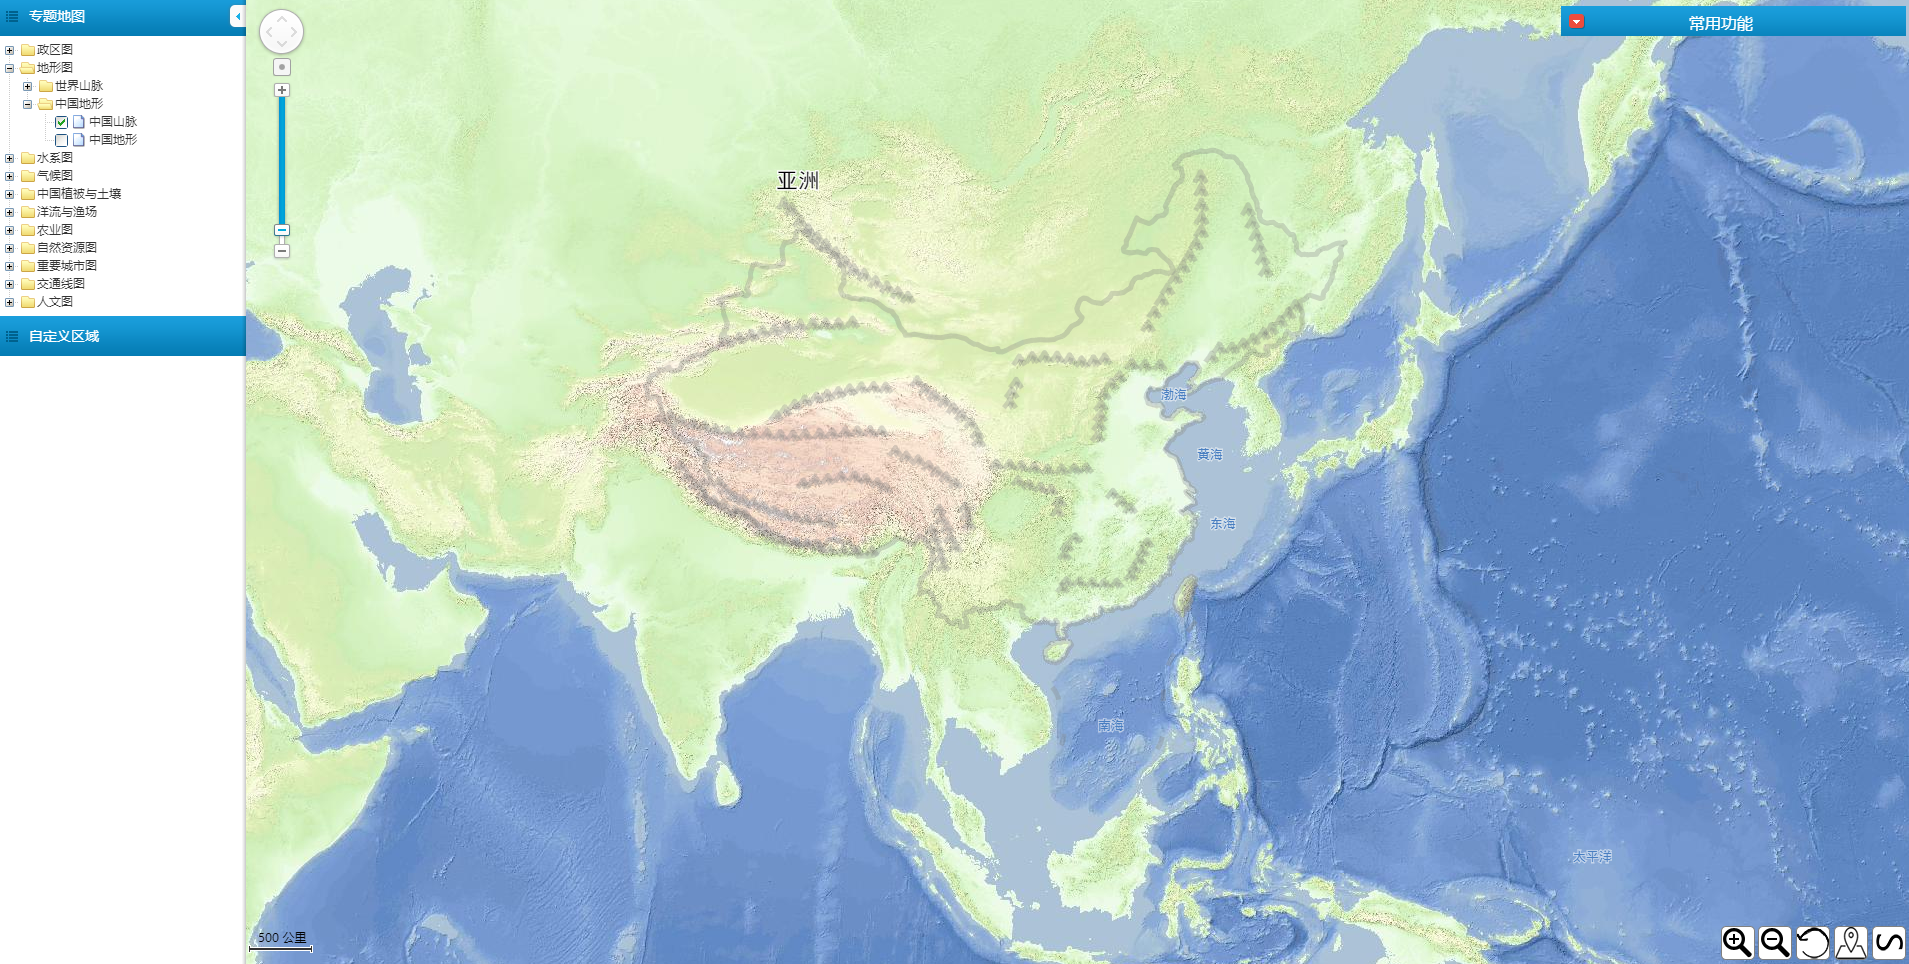 专题地图
政区图
地形图
世界山脉
中国地形
中国山脉
中国地形
水系图
气候图
中国植被与土壤
洋流与渔场
农业图
自然资源图
重要城市图
交通线图
人文图
自定义区域
常用功能
亚洲
渤海
黄海
东海
南海
太平洋
500 公里